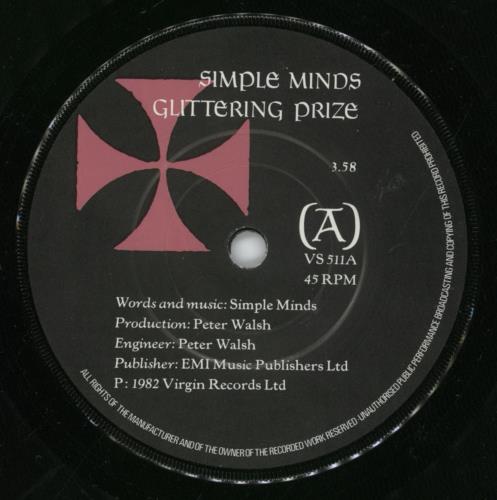 SIMPLE MINDS
GLITTERING PRIZE
3.58
(A)
VS 511A
45 RPM
Words and music: Simple Minds
Production: Peter Walsh
Engineer: Peter Walsh
Publisher: EMI Music Publishers Ltd
P: 1982 Virgin Records Ltd
ALL RIGHTS OF THE MANUFACTURER AND OF THE OWNER OF THE RECORDED WORK RESERVED · UNAUTHORISED PUBLIC PERFORMANCE BROADCASTING AND COPYING OF THIS RECORD PROHIBITED